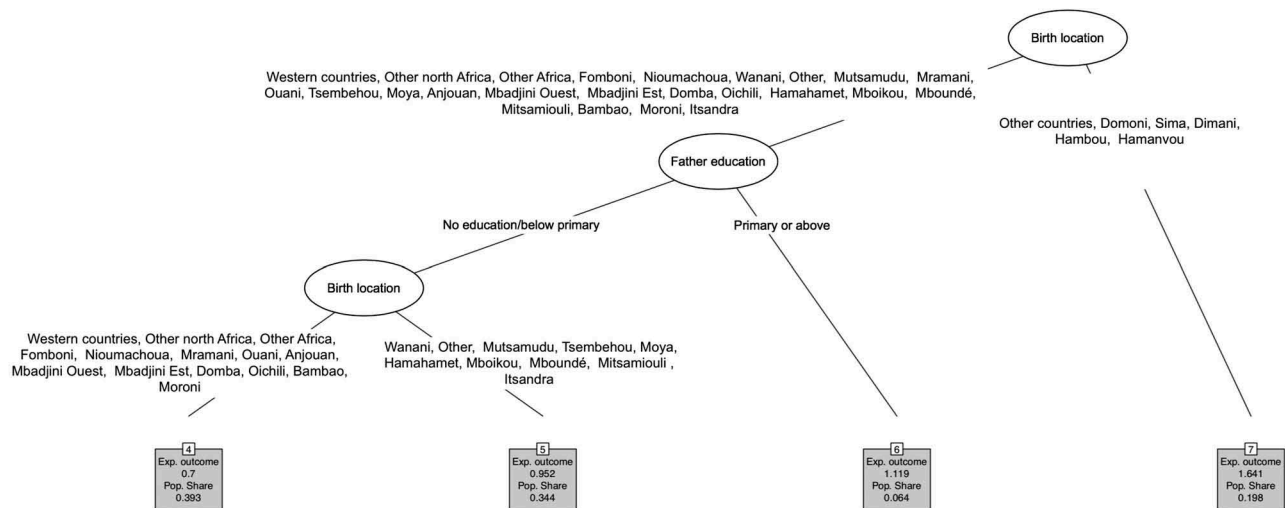 Birth location
Western countries, Other north Africa, Other Africa, Fomboni, Nioumachoua, Wanani, Other, Mutsamudu, Mramani,
Ouani, Tsembehou, Moya, Anjouan, Mbadjini Ouest, Mbadjini Est, Domba, Oichili, Hamahamet, Mboikou, Mboundé,
Mitsamiouli, Bambao, Moroni, Itsandra
Other countries, Domoni, Sima, Dimani,
Hambou, Hamanvou
Father education
No education/below primary
Primary or above
Birth location
Western countries, Other north Africa, Other Africa,
Fomboni, Nioumachoua, Mramani, Ouani, Anjouan,
Mbadjini Ouest, Mbadjini Est, Domba, Oichili, Bambao,
Moroni
Wanani, Other, Mutsamudu, Tsembehou, Moya,
Hamahamet, Mboikou, Mboundé, Mitsamiouli ,
Itsandra
4
Exp. outcome
0.7
Pop. Share
0.393
5
Exp. outcome
0.952
Pop. Share
0.344
6
Exp. outcome
1.119
Pop. Share
0.064
7
Exp. outcome
1.641
Pop. Share
0.198